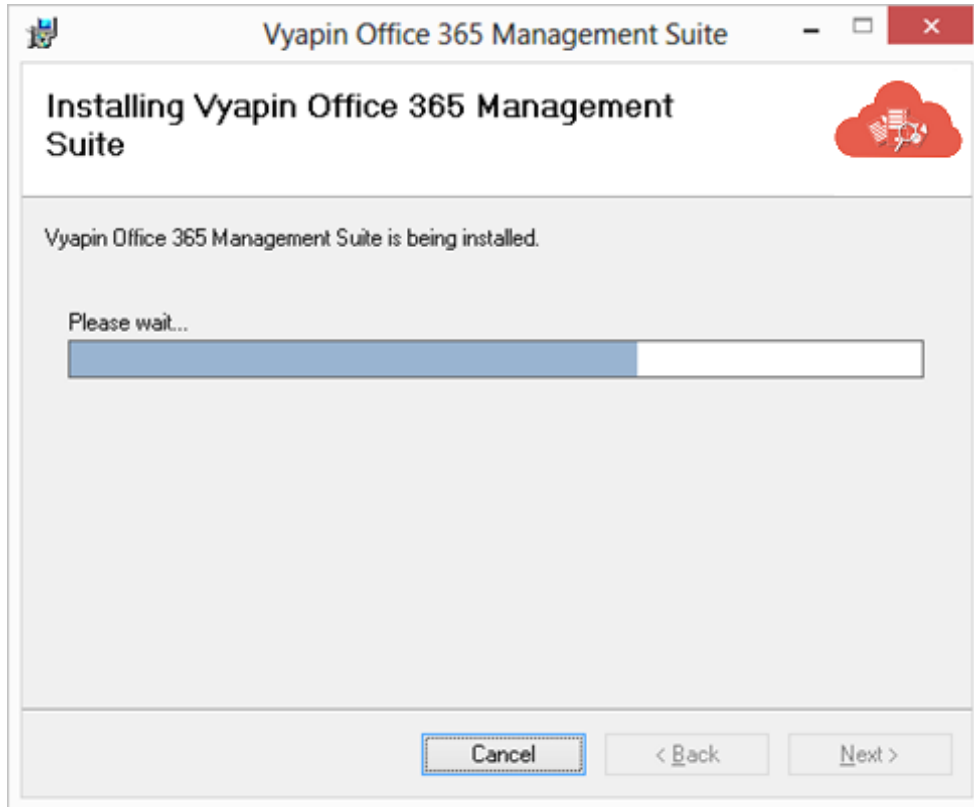 Vyapin Office 365 Management Suite
Installing Vyapin Office 365 Management
Suite
Vyapin Office 365 Management Suite is being installed.
Please wait...
Cancel
< Back
Next >